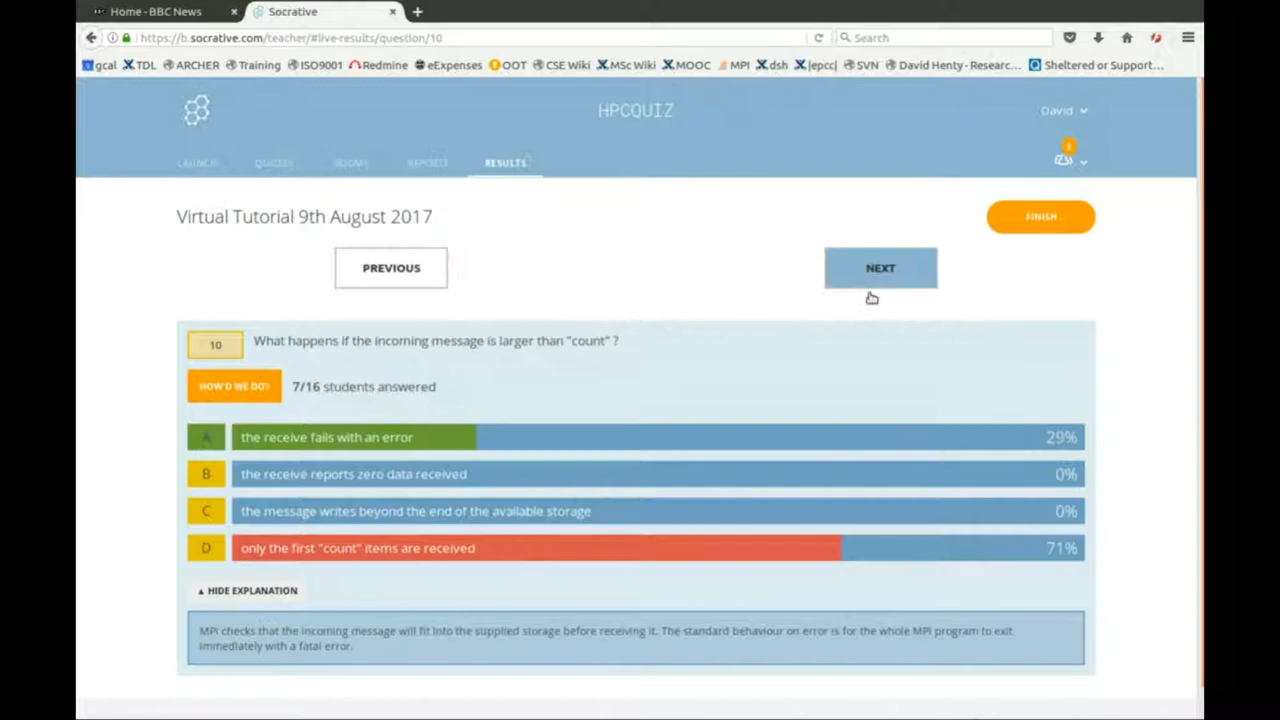 Home - BBC News
Socrative
https://b.socrative.com/teacher/#live-results/question/10
Search
gcal TDL ARCHER Training ISO9001 Redmine eExpenses OOT CSE Wiki MSc Wiki MOOC MPI dsh jepcc SVN David Henty - Researc... Sheltered or Support...
HPCQUIZ
David
LAUNCH QUIZZES ROOMS REPORTS RESULTS
Virtual Tutorial 9th August 2017
FINISH
PREVIOUS
NEXT
10 What happens if the incoming message is larger than "count" ?
HOW'D WE DO? 7/16 students answered
A the receive fails with an error 29%
B the receive reports zero data received 0%
C the message writes beyond the end of the available storage 0%
D only the first "count" items are received 71%
▲ HIDE EXPLANATION
MPI checks that the incoming message will fit into the supplied storage before receiving it. The standard behaviour on error is for the whole MPI program to exit
immediately with a fatal error.